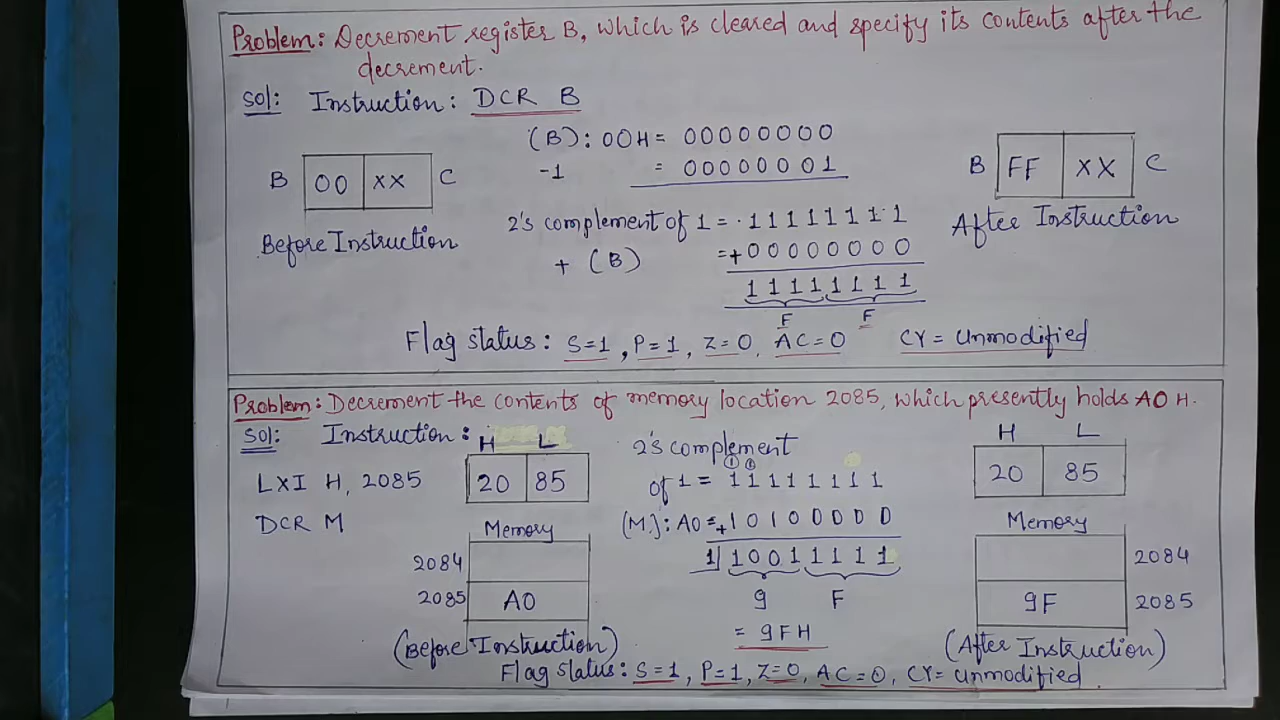 Problem: Decrement register B, which is cleared and specify its contents after the
decrement.
Sol: Instruction: DCR B
(B): 00H = 00000000
-1 = 00000001
B 00 XX C
B FF XX C
2's complement of 1 = 11111111
+ (B) = +00000000
11111111
F F
Before Instruction
After Instruction
Flag status: S=1, P=1, Z=0, AC=0 CY = Unmodified
Problem: Decrement the contents of memory location 2085, which presently holds A0 H.
Sol: Instruction:
H L
20 85
LXI H, 2085
DCR M
Memory
2084
2085 A0
(Before Instruction)
2's complement
① ①
of 1 = 11111111
(M): A0 = +10100000
1 10011111
9 F
= 9FH
H L
20 85
Memory
2084
9F 2085
(After Instruction)
Flag status: S=1, P=1, Z=0, AC=0, CY= unmodified.